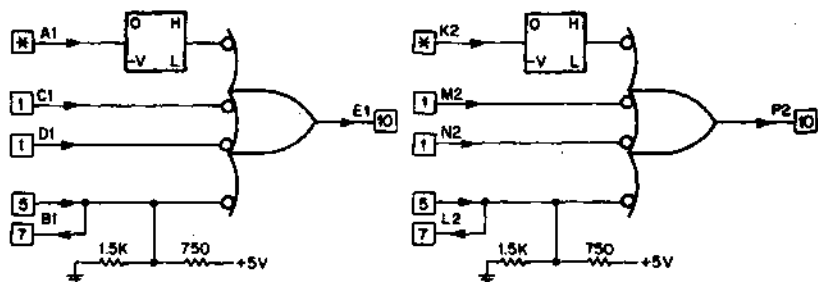 * A1 O H -V L
1 C1
1 D1
E1 10
5 B1
7
1.5K 750 +5V
* K2 O H -V L
1 M2
1 N2
P2 10
5 L2
7
1.5K 750 +5V